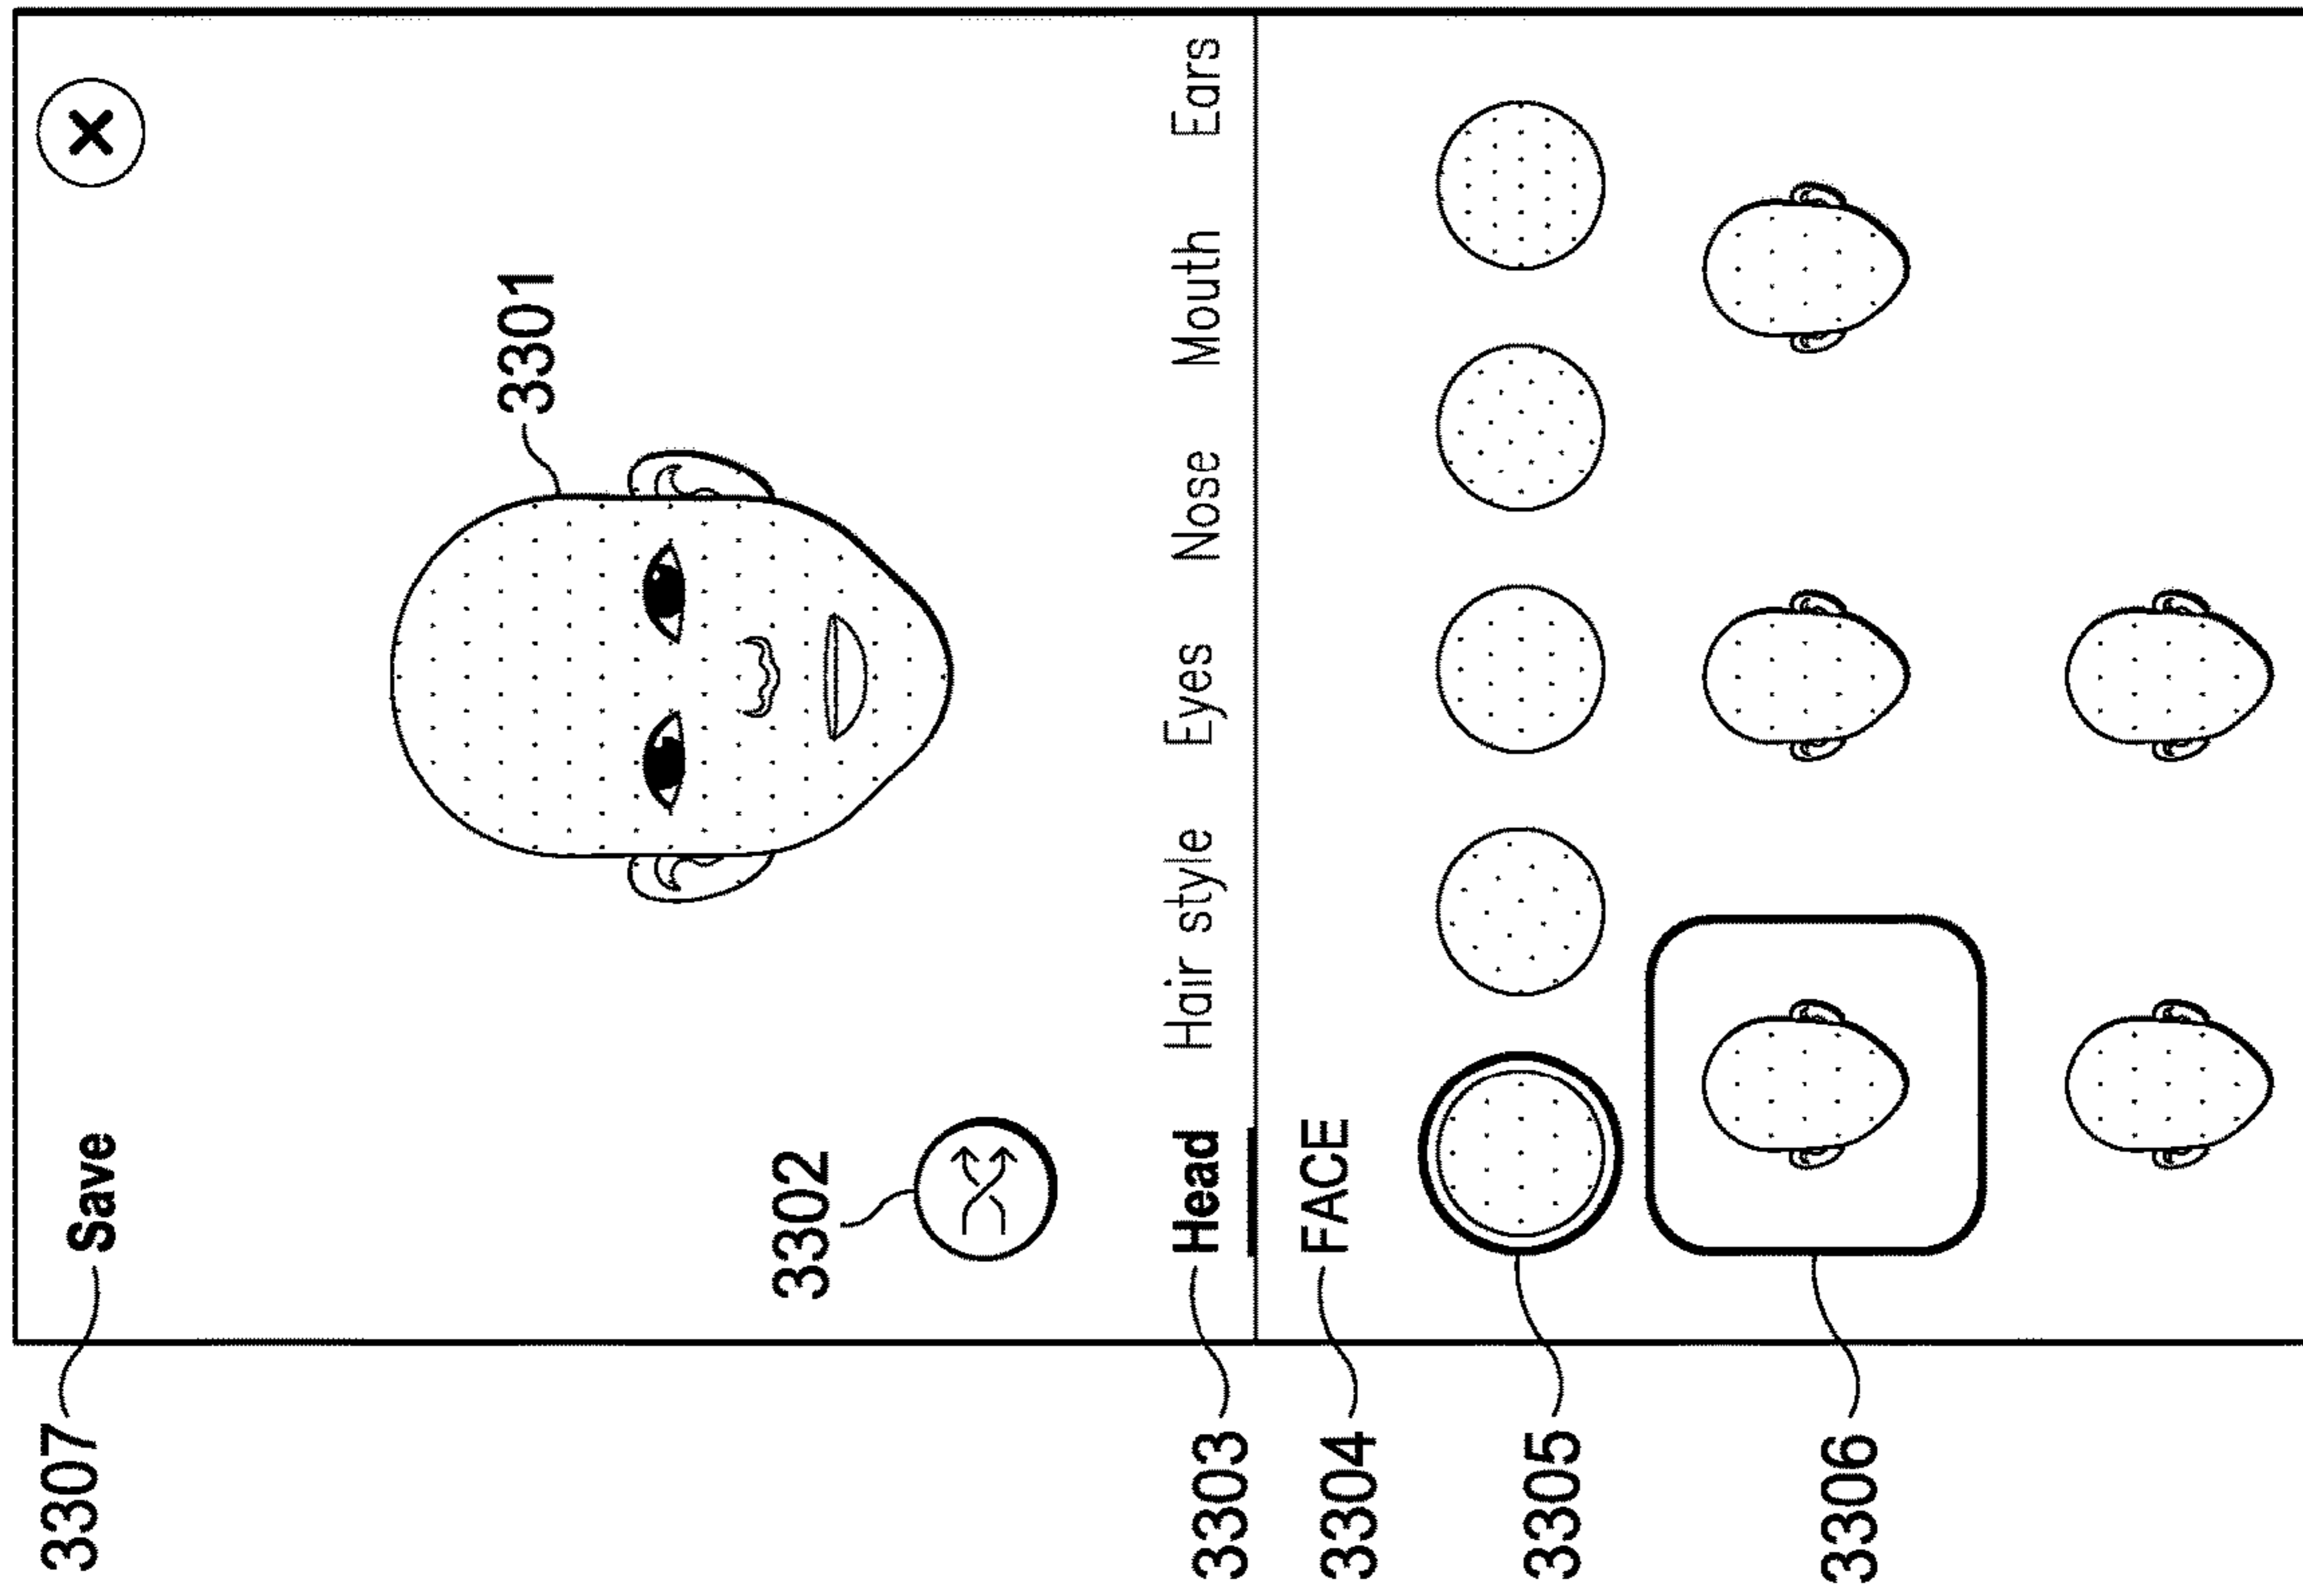 3307 Save
3301
3302
3303 Head Hair style Eyes Nose Mouth Ears
3304 FACE
3305
3306